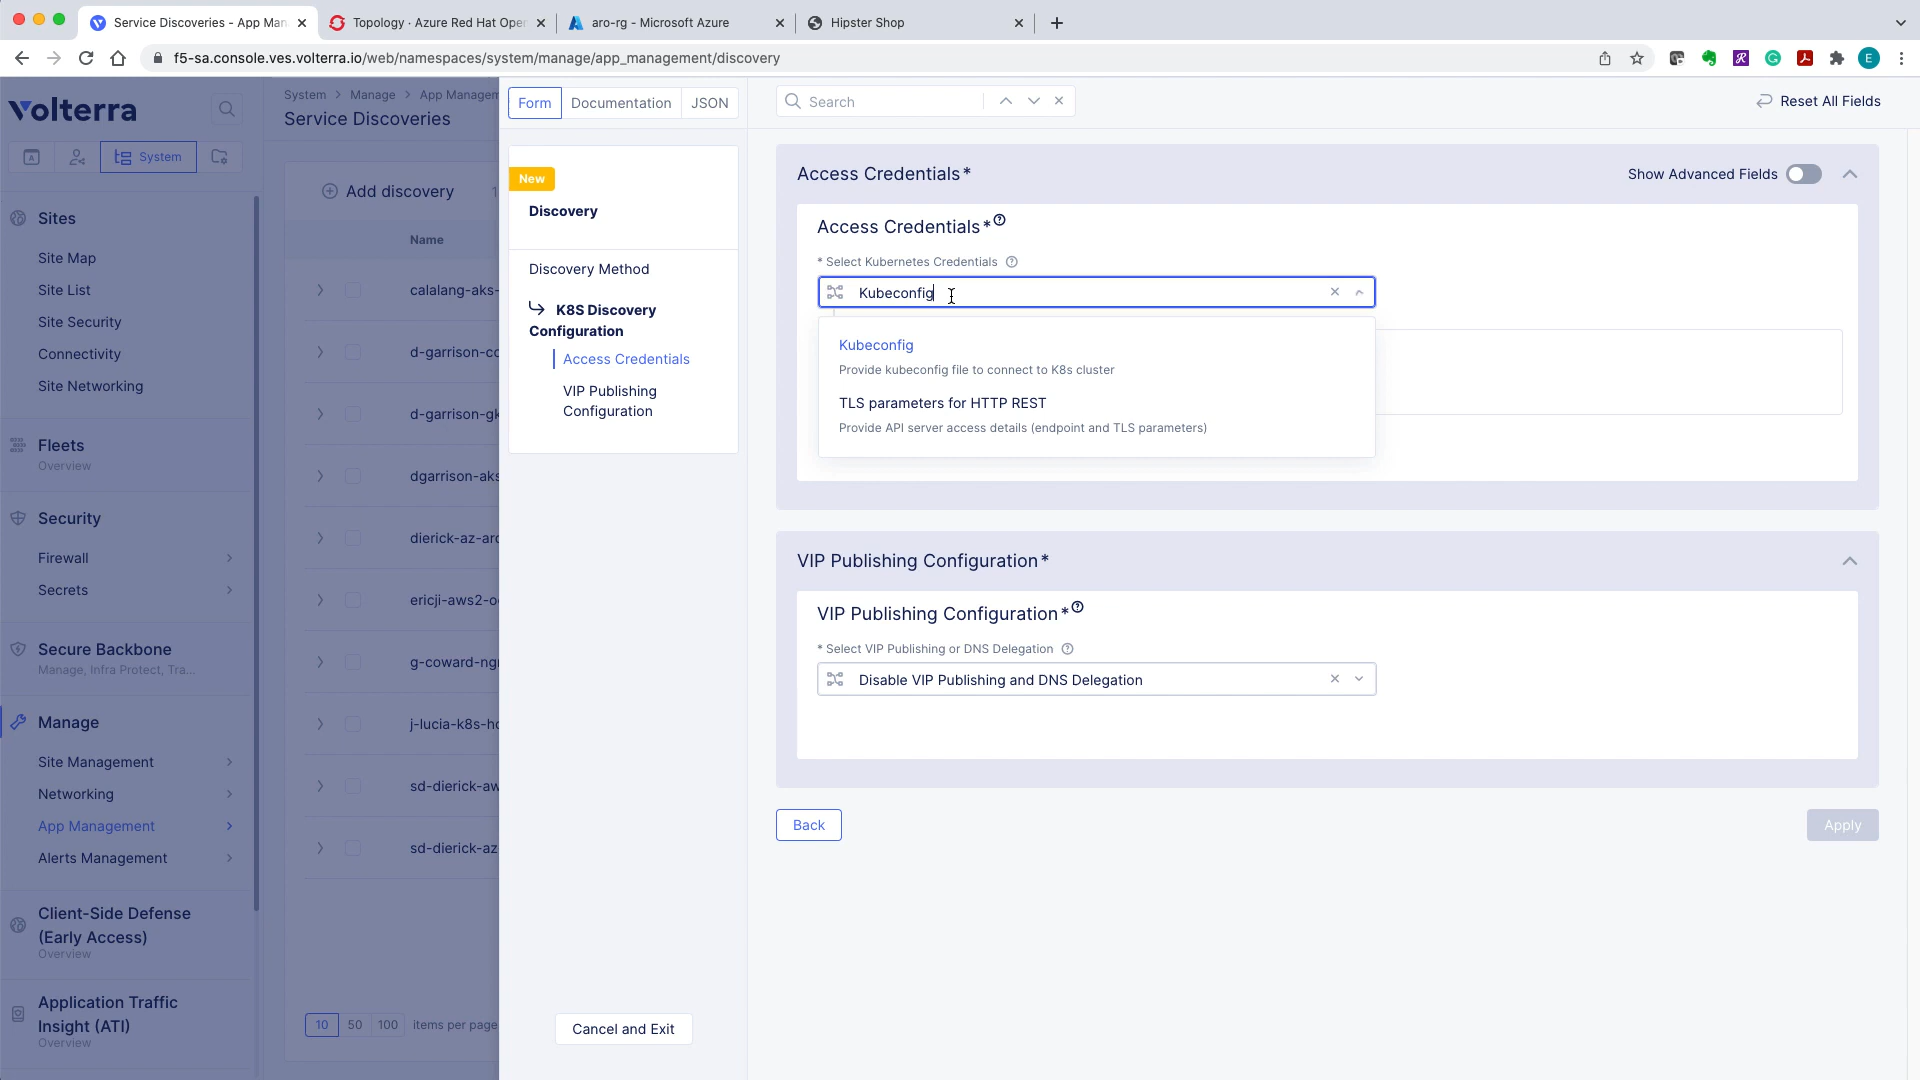 Service Discoveries - App Man
Topology · Azure Red Hat Oper
aro-rg - Microsoft Azure
Hipster Shop
f5-sa.console.ves.volterra.io/web/namespaces/system/manage/app_management/discovery
E
volterra
System
Sites
Site Map
Site List
Site Security
Connectivity
Site Networking
Fleets
Overview
Security
Firewall
Secrets
Secure Backbone
Manage, Infra Protect, Tra...
Manage
Site Management
Networking
App Management
Alerts Management
Client-Side Defense
(Early Access)
Overview
Application Traffic
Insight (ATI)
Overview
System > Manage > App Managem
Service Discoveries
Add discovery
Name
calalang-aks-
d-garrison-co
d-garrison-gk
dgarrison-aks
dierick-az-aro
ericji-aws2-o
g-coward-ngi
j-lucia-k8s-ho
sd-dierick-aw
sd-dierick-az
10 50 100 items per page
Form Documentation JSON
New
Discovery
Discovery Method
K8S Discovery
Configuration
Access Credentials
VIP Publishing
Configuration
Cancel and Exit
Search
Reset All Fields
Access Credentials*
Show Advanced Fields
Access Credentials*
* Select Kubernetes Credentials
Kubeconfig
Kubeconfig
Provide kubeconfig file to connect to K8s cluster
TLS parameters for HTTP REST
Provide API server access details (endpoint and TLS parameters)
VIP Publishing Configuration*
VIP Publishing Configuration*
* Select VIP Publishing or DNS Delegation
Disable VIP Publishing and DNS Delegation
Back
Apply